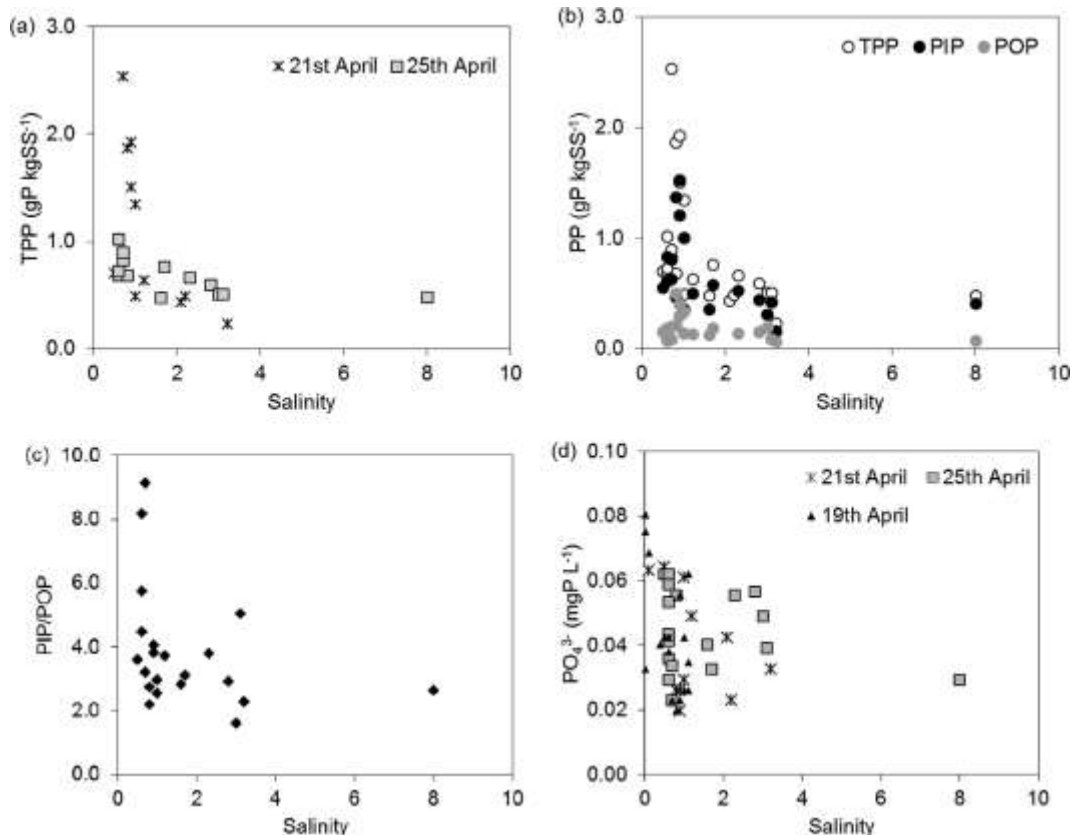 (a)
3.0
21st April
25th April
2.0
1.0
0.0
TPP (gP kgSS⁻¹)
0 2 4 6 8 10
Salinity
(b)
3.0
TPP PIP POP
2.0
1.0
0.0
PP (gP kgSS⁻¹)
0 2 4 6 8 10
Salinity
(c)
10.0
8.0
6.0
4.0
2.0
0.0
PIP/POP
0 2 4 6 8 10
Salinity
(d)
0.10
21st April
25th April
19th April
0.08
0.06
0.04
0.02
0.00
PO₄³⁻ (mgP L⁻¹)
0 2 4 6 8 10
Salinity